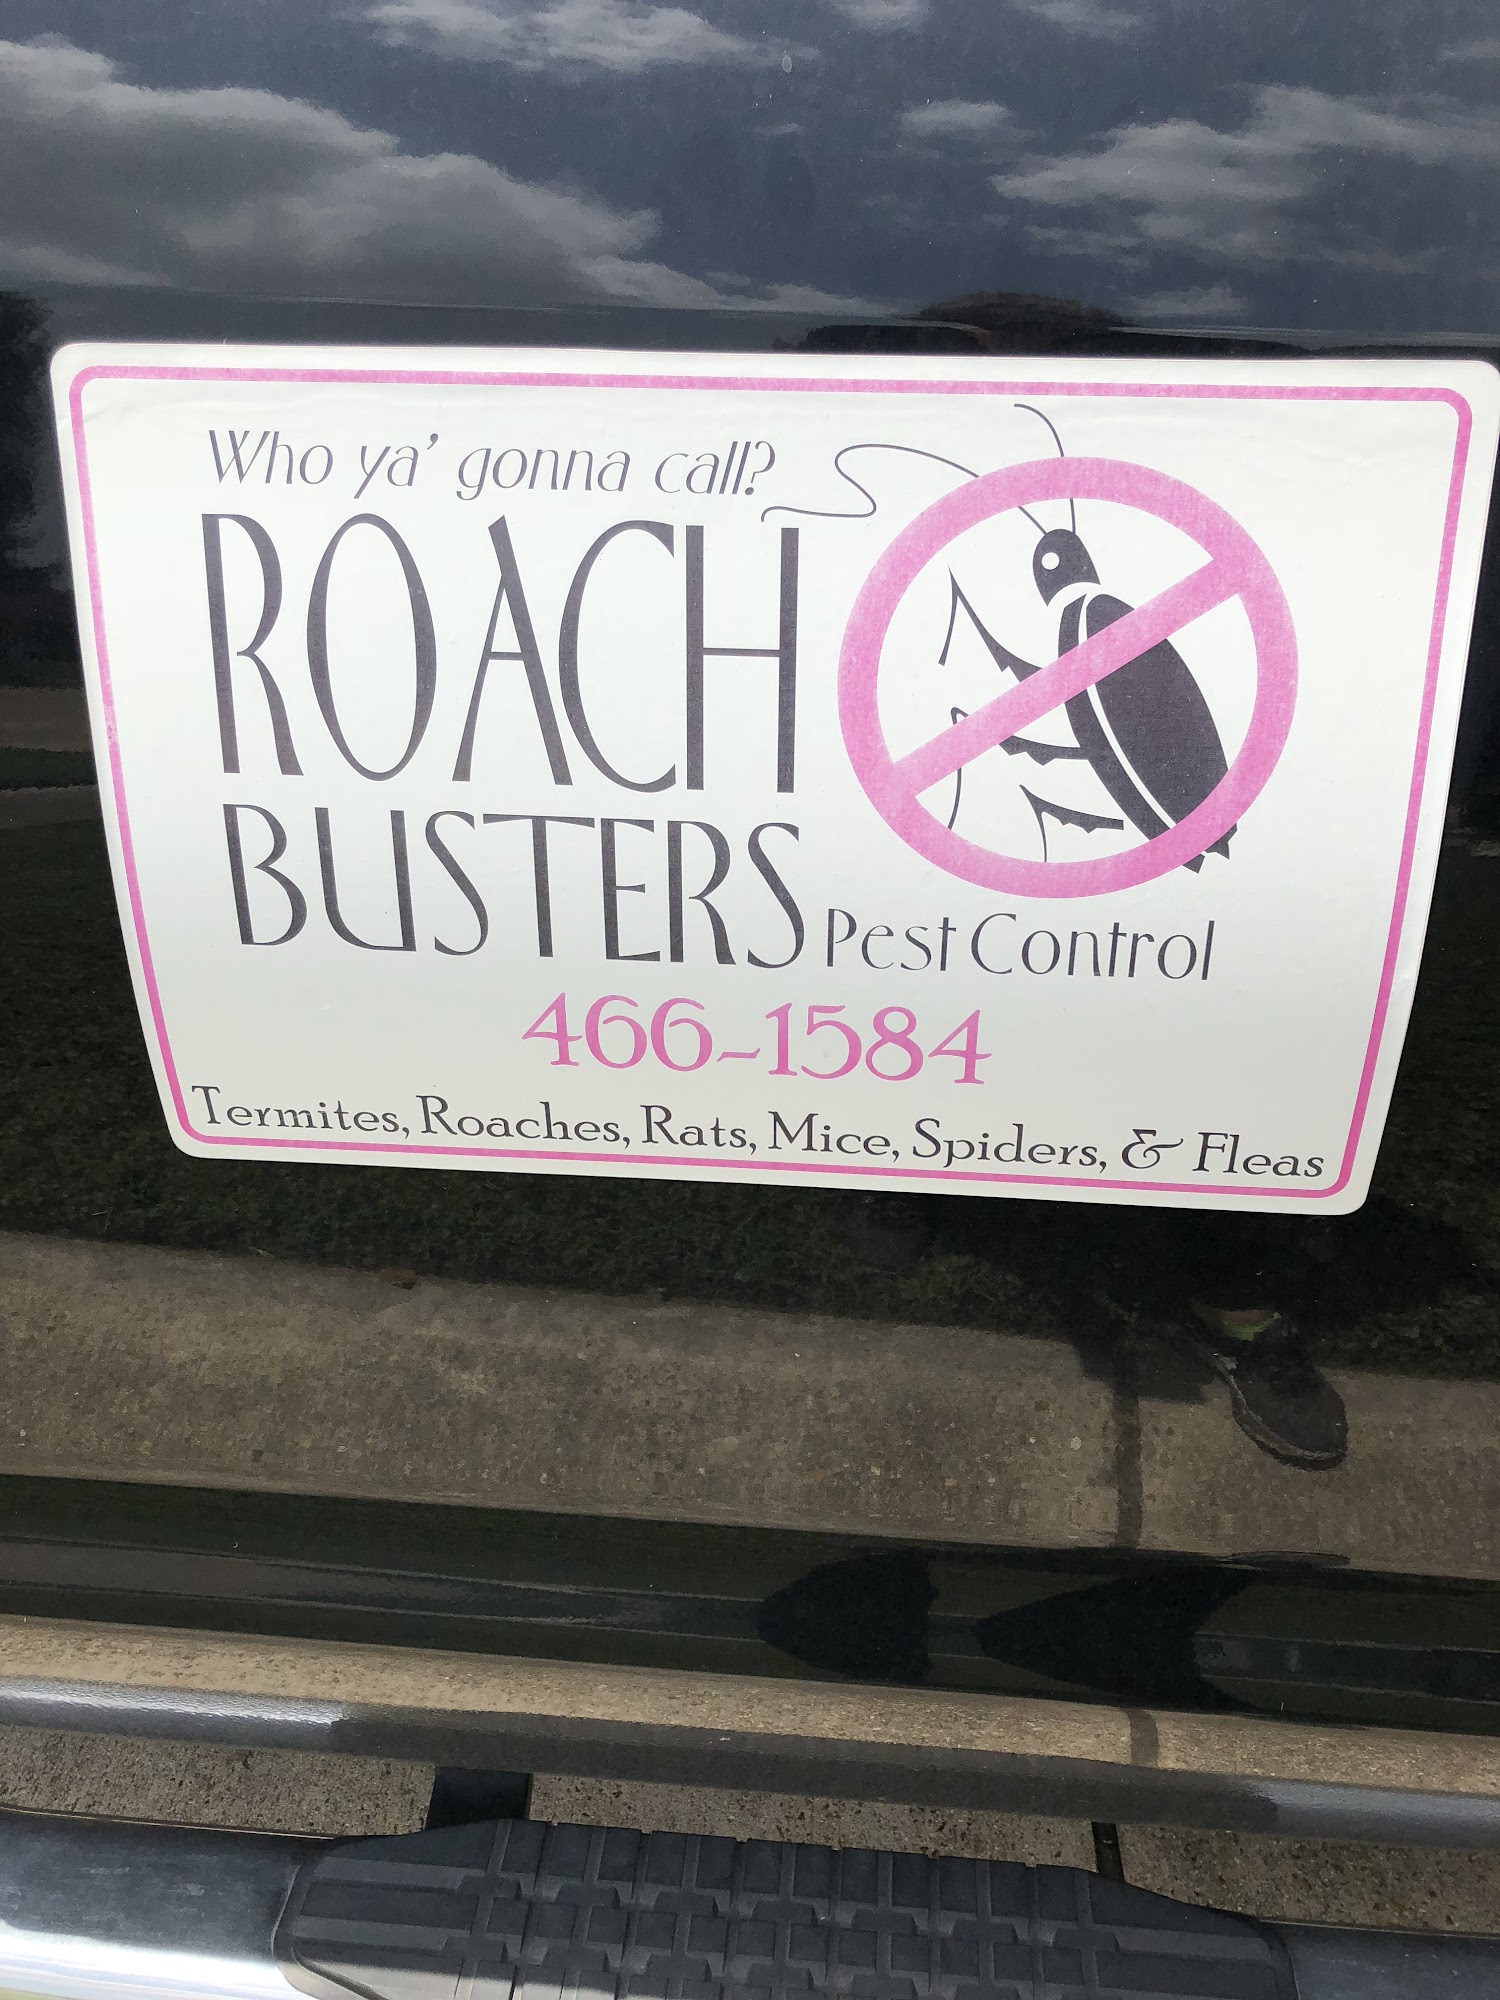 Who ya' gonna call?
ROACH
BUSTERS Pest Control
466-1584
Termites, Roaches, Rats, Mice, Spiders, & Fleas